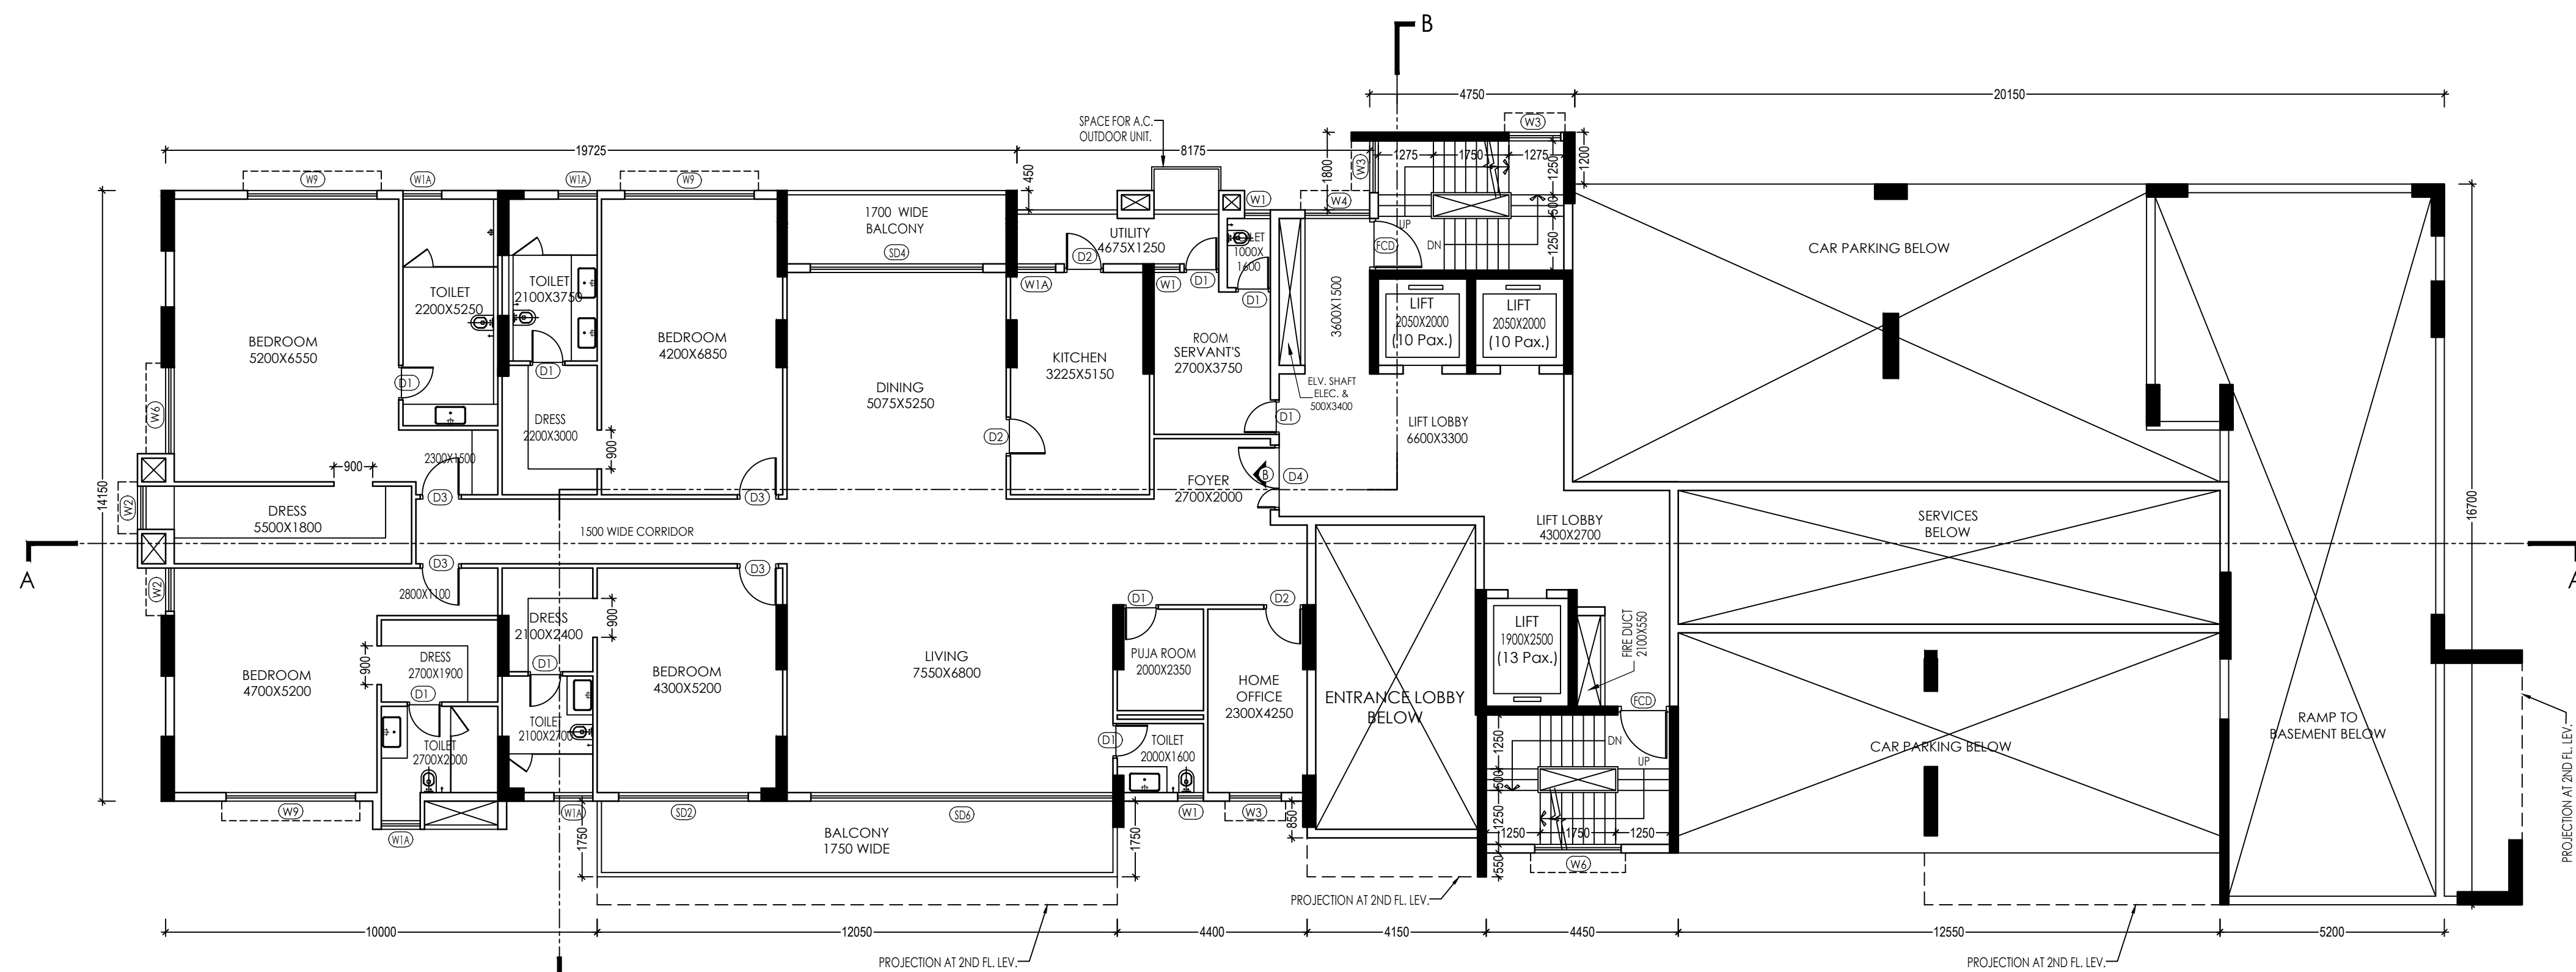 B
4750
20150
SPACE FOR A.C.
OUTDOOR UNIT.
W3
19725
8175
1800
W3
1275
1750
1275
1250
1200
W9
W1A
W1A
W9
450
W1
W4
500
1250
1700 WIDE
BALCONY
SD4
UTILITY
4675X1250
D2
D1
W1A
W1
TOILET
1000X
1600
D1
UP
DN
FCD
CAR PARKING BELOW
TOILET
2200X5250
TOILET
2100X3750
BEDROOM
5200X6550
BEDROOM
4200X6850
3600X1500
LIFT
2050X2000
(10 Pax.)
LIFT
2050X2000
(10 Pax.)
ROOM
SERVANT'S
2700X3750
KITCHEN
3225X5150
DINING
5075X5250
D1
D1
ELV. SHAFT
ELEC. &
500X3400
W6
DRESS
2200X3000
900
D2
D1
LIFT LOBBY
6600X3300
2300X1500
900
D3
D3
FOYER
2700X2000
B
D4
14150
W2
DRESS
5500X1800
1500 WIDE CORRIDOR
LIFT LOBBY
4300X2700
SERVICES
BELOW
16700
A
A
D3
D3
W2
2800X1100
DRESS
2100X2400
900
D1
D1
D2
DRESS
2700X1900
900
D1
BEDROOM
4700X5200
BEDROOM
4300X5200
LIVING
7550X6800
PUJA ROOM
2000X2350
HOME
OFFICE
2300X4250
ENTRANCE LOBBY
BELOW
LIFT
1900X2500
(13 Pax.)
FIRE DUCT
2100X550
FCD
RAMP TO
BASEMENT BELOW
TOILET
2100X2700
TOILET
2700X2000
D1
TOILET
2000X1600
DN
UP
1250
500
1250
CAR PARKING BELOW
PROJECTION AT 2ND FL. LEV.
W9
W1A
W1A
SD2
SD6
W1
W3
850
1250
1750
1250
W6
550
1750
BALCONY
1750 WIDE
1750
PROJECTION AT 2ND FL. LEV.
10000
12050
4400
4150
4450
12550
5200
PROJECTION AT 2ND FL. LEV.
PROJECTION AT 2ND FL. LEV.